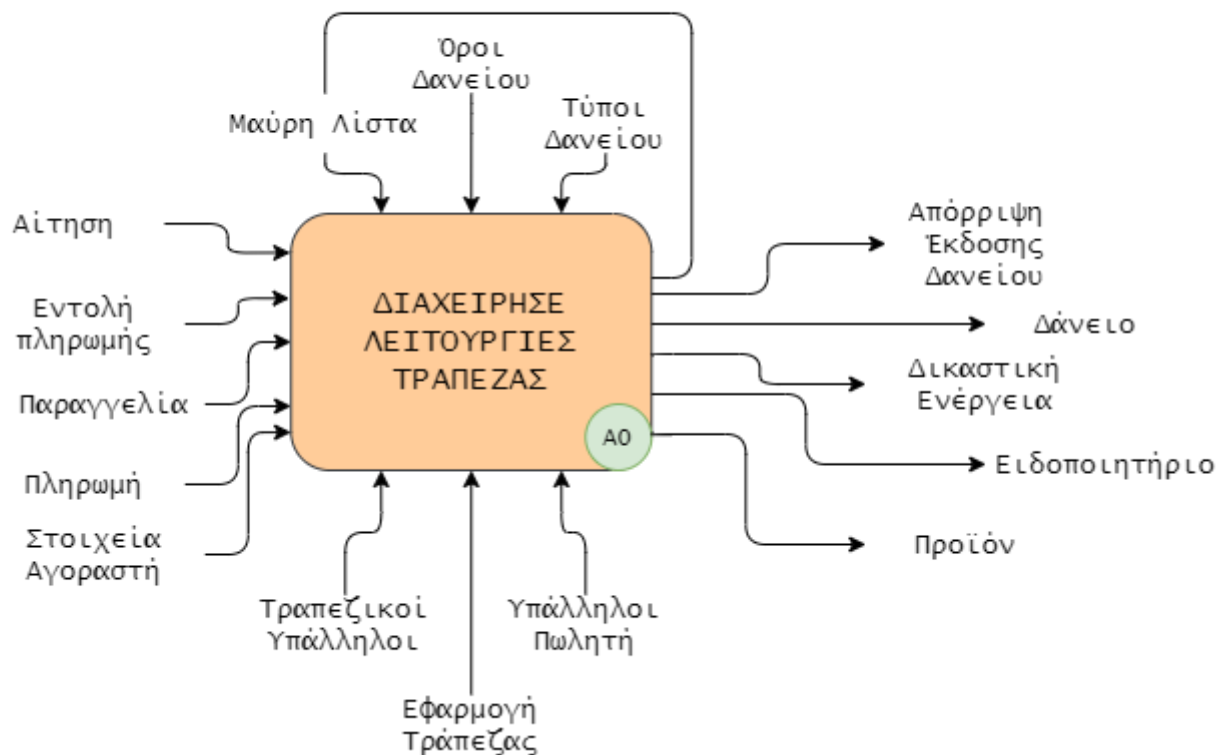 Όροι
Δανείου
Τύποι
Δανείου
Μαύρη Λίστα
Αίτηση
Εντολή
πληρωμής
Παραγγελία
Πληρωμή
Στοιχεία
Αγοραστή
ΔΙΑΧΕΙΡΗΣΕ
ΛΕΙΤΟΥΡΓΙΕΣ
ΤΡΑΠΕΖΑΣ
Α0
Απόρριψη
Έκδοσης
Δανείου
Δάνειο
Δικαστική
Ενέργεια
Ειδοποιητήριο
Προϊόν
Τραπεζικοί
Υπάλληλοι
Υπάλληλοι
Πωλητή
Εφαρμογή
Τράπεζας